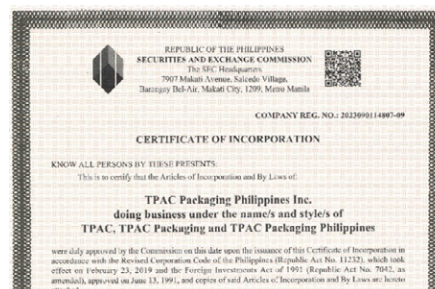 REPUBLIC OF THE PHILIPPINES
SECURITIES AND EXCHANGE COMMISSION
The SEC Headquarters
7907 Makati Avenue, Salcedo Village,
Barangay Bel-Air, Makati City, 1209, Metro Manila
COMPANY REG. NO.: 2023090114807-09
CERTIFICATE OF INCORPORATION
KNOW ALL PERSONS BY THESE PRESENTS:
This is to certify that the Articles of Incorporation and By Laws of:
TPAC Packaging Philippines Inc.
doing business under the name/s and style/s of
TPAC, TPAC Packaging and TPAC Packaging Philippines
were duly approved by the Commission on this date upon the issuance of this Certificate of Incorporation in
accordance with the Revised Corporation Code of the Philippines (Republic Act No. 11232), which took
effect on February 23, 2019 and the Foreign Investments Act of 1991 (Republic Act No. 7042, as
amended), approved on June 13, 1991, and copies of said Articles of Incorporation and By Laws are hereto